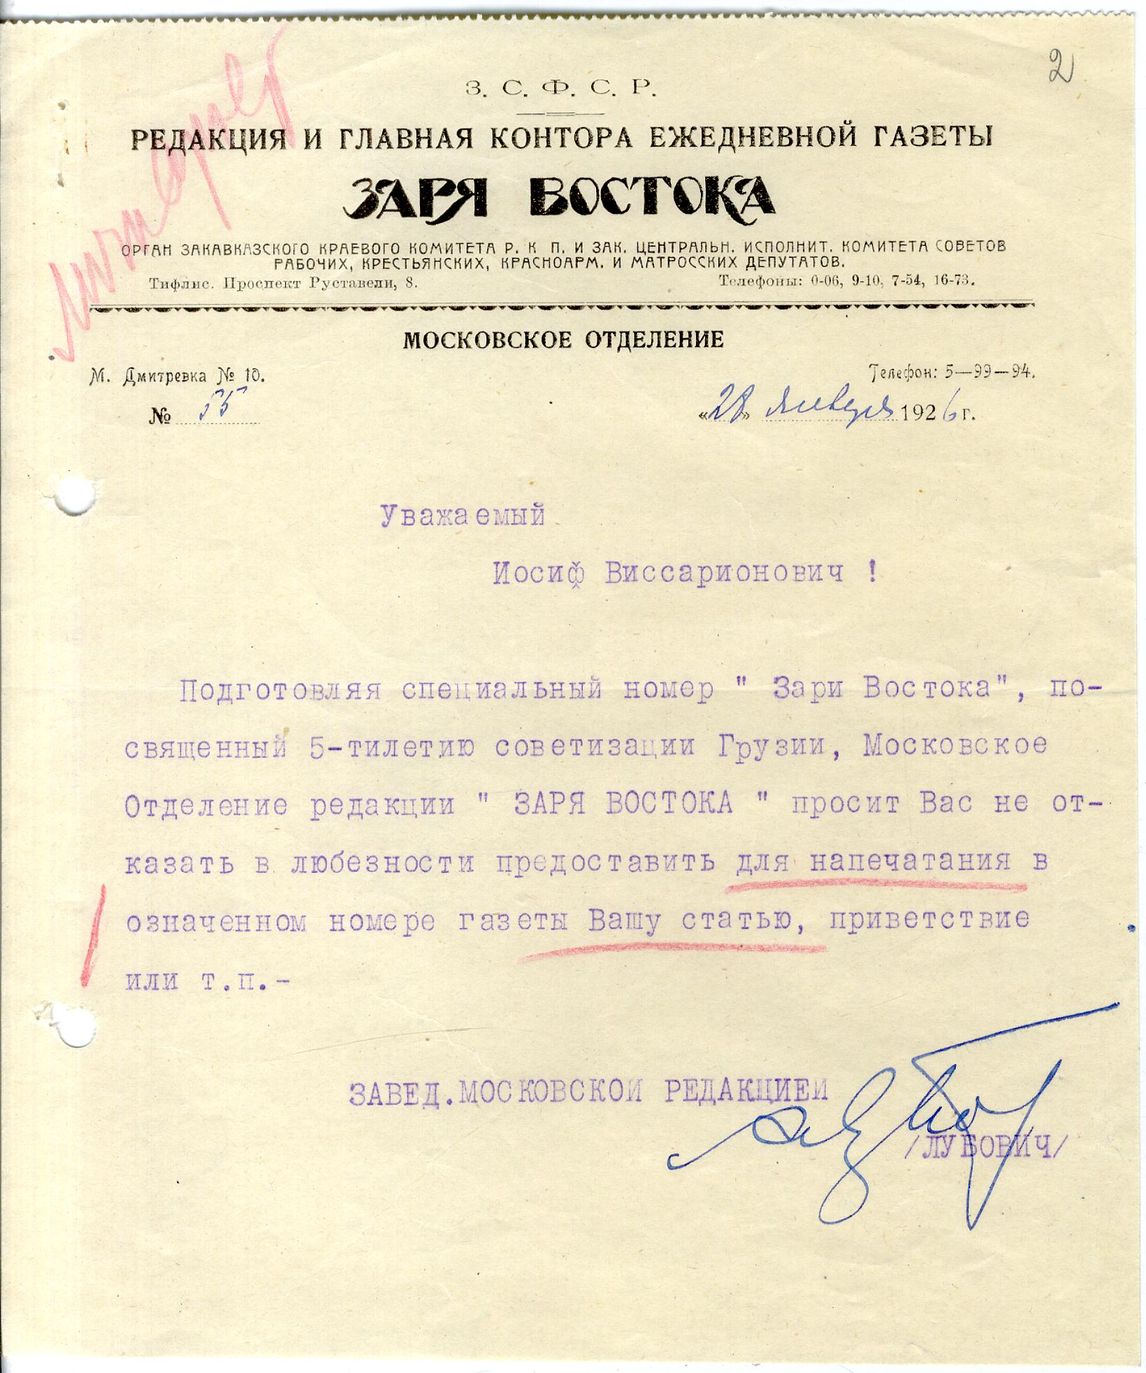 2
З. С. Ф. С. Р.
РЕДАКЦИЯ И ГЛАВНАЯ КОНТОРА ЕЖЕДНЕВНОЙ ГАЗЕТЫ
ЗАРЯ ВОСТОКА
ОРГАН ЗАКАВКАЗСКОГО КРАЕВОГО КОМИТЕТА Р. К П. И ЗАК. ЦЕНТРАЛЬН. ИСПОЛНИТ. КОМИТЕТА СОВЕТОВ
РАБОЧИХ, КРЕСТЬЯНСКИХ, КРАСНОАРМ. И МАТРОССКИХ ДЕПУТАТОВ.
Тифлис. Проспект Руставели, 8. Телефоны: 0-06, 9-10, 7-54, 16-73.
МОСКОВСКОЕ ОТДЕЛЕНИЕ
М. Дмитревка № 10. Телефон: 5—99—94.
№ 55 «28» января 1926 г.
Уважаемый
Иосиф Виссарионович !
Подготовляя специальный номер " Зари Востока", по-
священный 5-тилетию советизации Грузии, Московское
Отделение редакции " ЗАРЯ ВОСТОКА " просит Вас не от-
казать в любезности предоставить для напечатания в
означенном номере газеты Вашу статью, приветствие
или т.п.-
ЗАВЕД.МОСКОВСКОЙ РЕДАКЦИЕЙ
/ЛУБОВИЧ/